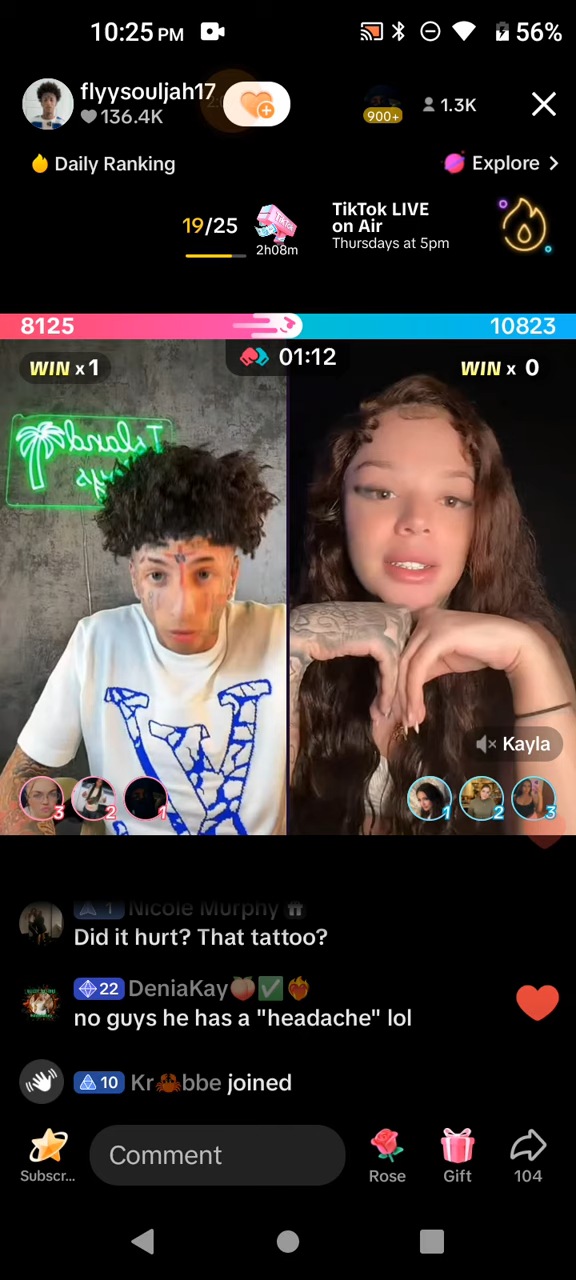 10:25 PM
56%
flyysouljah17
136.4K
900+
1.3K
Daily Ranking
Explore >
19/25
TikTok
2h08m
TikTok LIVE
on Air
Thursdays at 5pm
8125
10823
WIN x 1
01:12
WIN x 0
Island
Kayla
3
2
1
1
2
3
1 Nicole Murphy
Did it hurt? That tattoo?
22 DeniaKay
no guys he has a "headache" lol
10 Kr🦀bbe joined
Subscr...
Comment
Rose
Gift
104